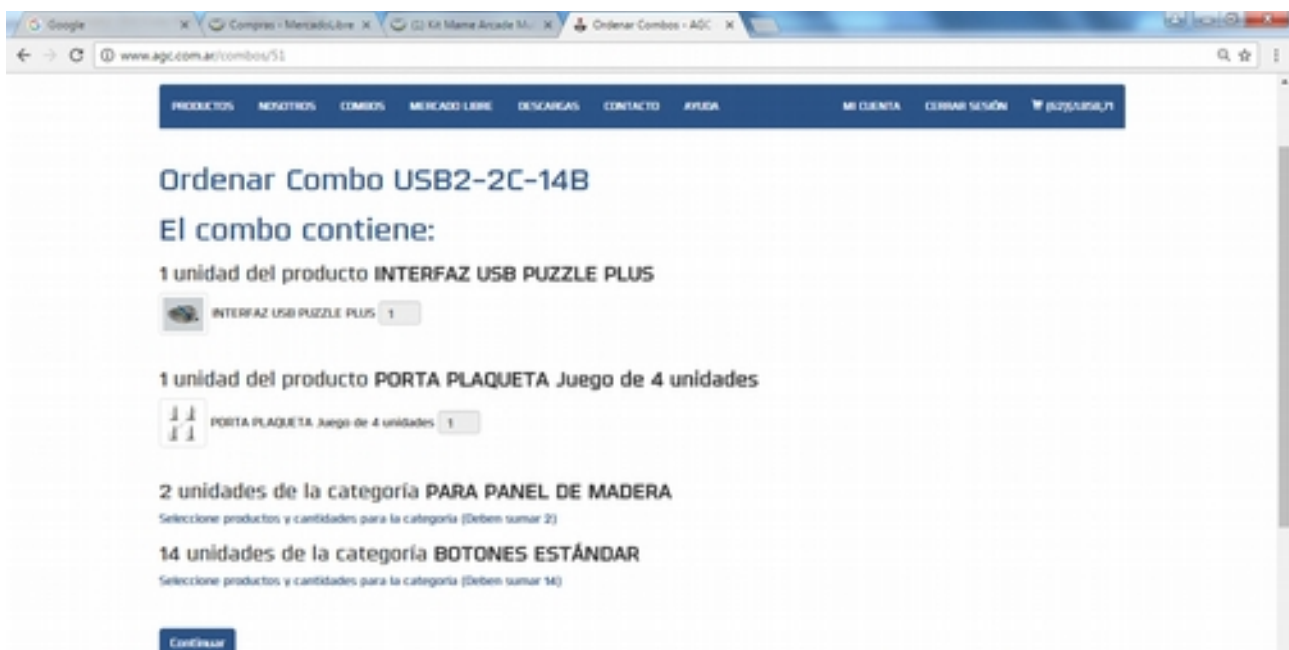 Google
Compras - MercadoLibre
(1) Kit Mame Arcade
Ordenar Combos - AGC
www.agc.com.ar/combos/51
PRODUCTOS NOSOTROS COMBOS MERCADO LIBRE DESCARGAS CONTACTO AYUDA MI CUENTA CERRAR SESIÓN
Ordenar Combo USB2-2C-14B
El combo contiene:
1 unidad del producto INTERFAZ USB PUZZLE PLUS
INTERFAZ USB PUZZLE PLUS 1
1 unidad del producto PORTA PLAQUETA Juego de 4 unidades
PORTA PLAQUETA Juego de 4 unidades 1
2 unidades de la categoría PARA PANEL DE MADERA
Seleccione productos y cantidades para la categoría (Deben sumar 2)
14 unidades de la categoría BOTONES ESTÁNDAR
Seleccione productos y cantidades para la categoría (Deben sumar 14)
Continuar